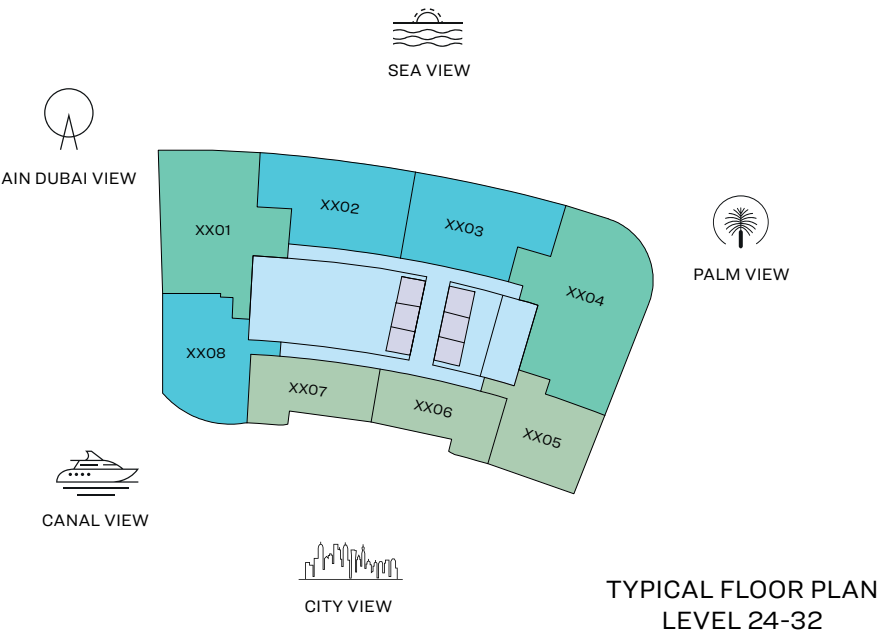 SEA VIEW
AIN DUBAI VIEW
XX01
XX02
XX03
XX04
PALM VIEW
XX08
XX07
XX06
XX05
CANAL VIEW
CITY VIEW
TYPICAL FLOOR PLAN
LEVEL 24-32